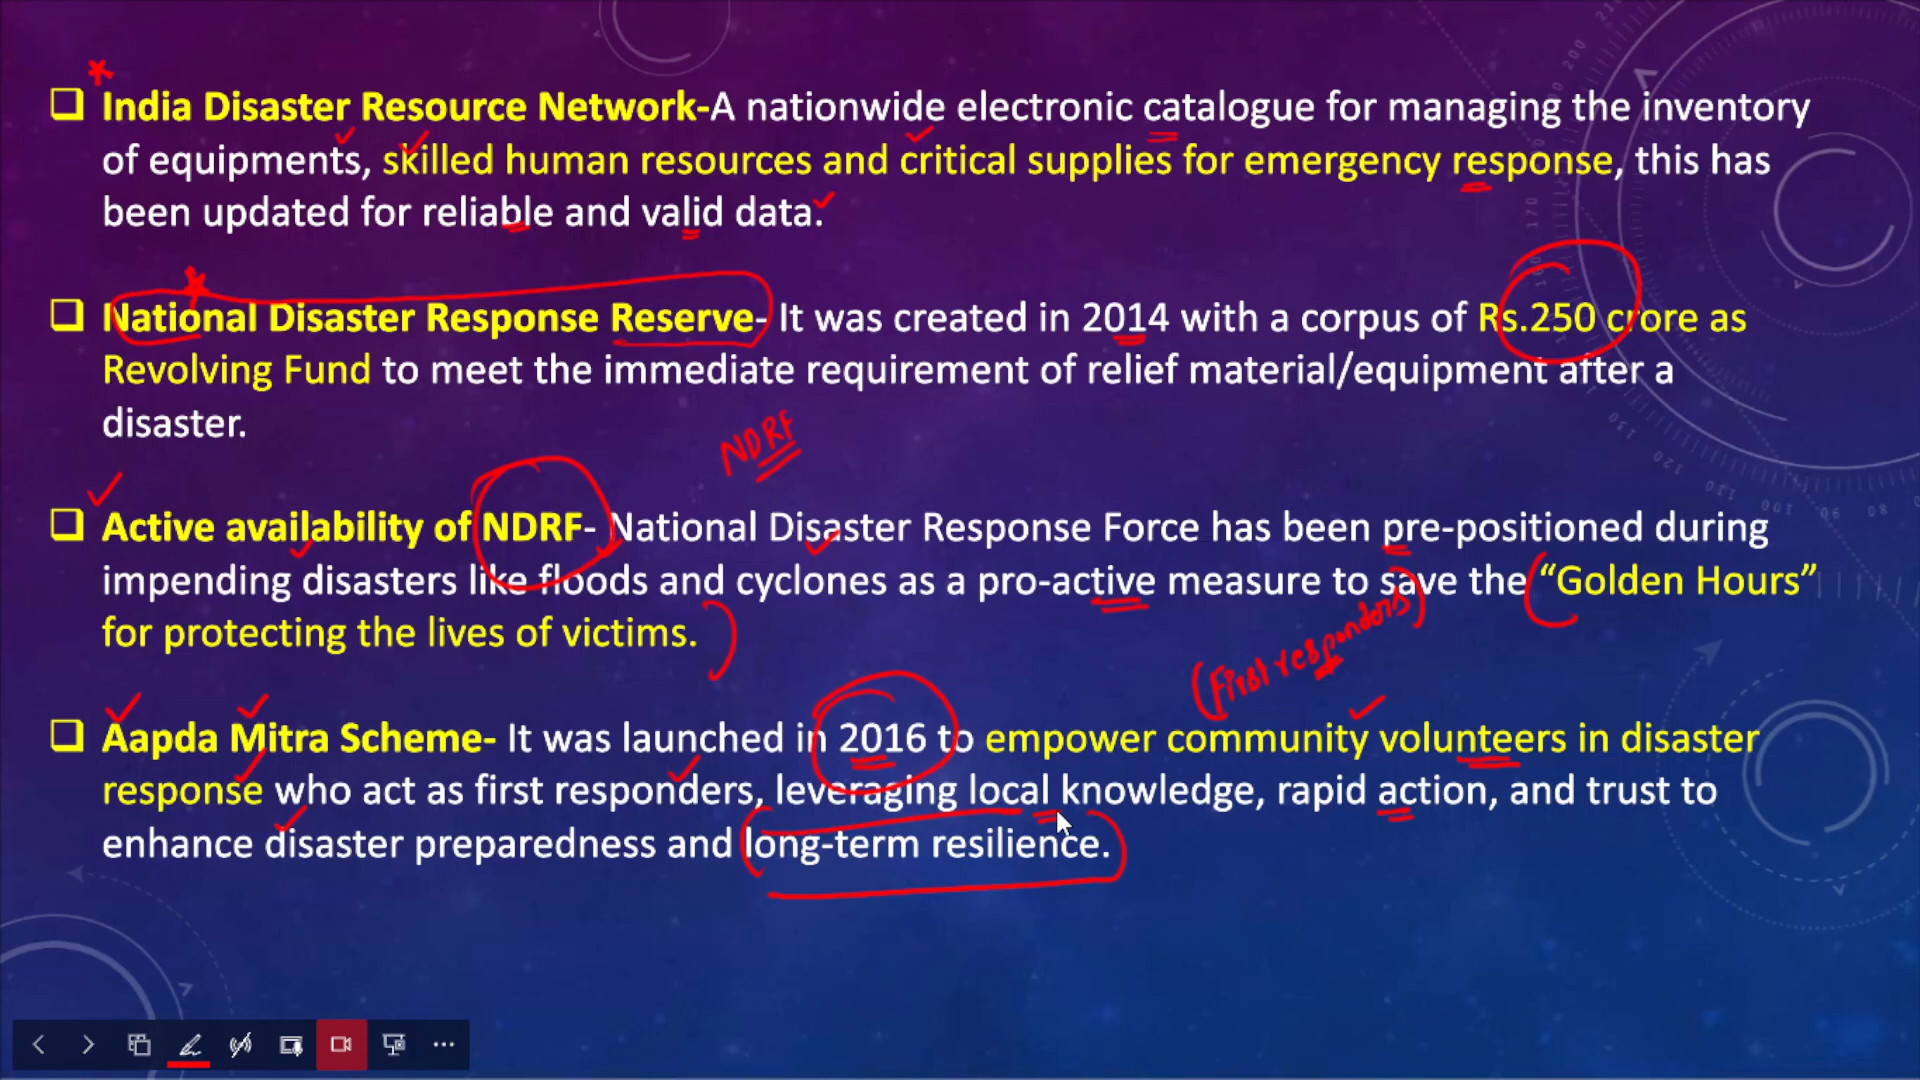 India Disaster Resource Network-A nationwide electronic catalogue for managing the inventory
of equipments, skilled human resources and critical supplies for emergency response, this has
been updated for reliable and valid data.
National Disaster Response Reserve- It was created in 2014 with a corpus of Rs.250 crore as
Revolving Fund to meet the immediate requirement of relief material/equipment after a
disaster.
NDRF
Active availability of NDRF- National Disaster Response Force has been pre-positioned during
impending disasters like floods and cyclones as a pro-active measure to save the “Golden Hours”
for protecting the lives of victims.
(First responders)
Aapda Mitra Scheme- It was launched in 2016 to empower community volunteers in disaster
response who act as first responders, leveraging local knowledge, rapid action, and trust to
enhance disaster preparedness and long-term resilience.